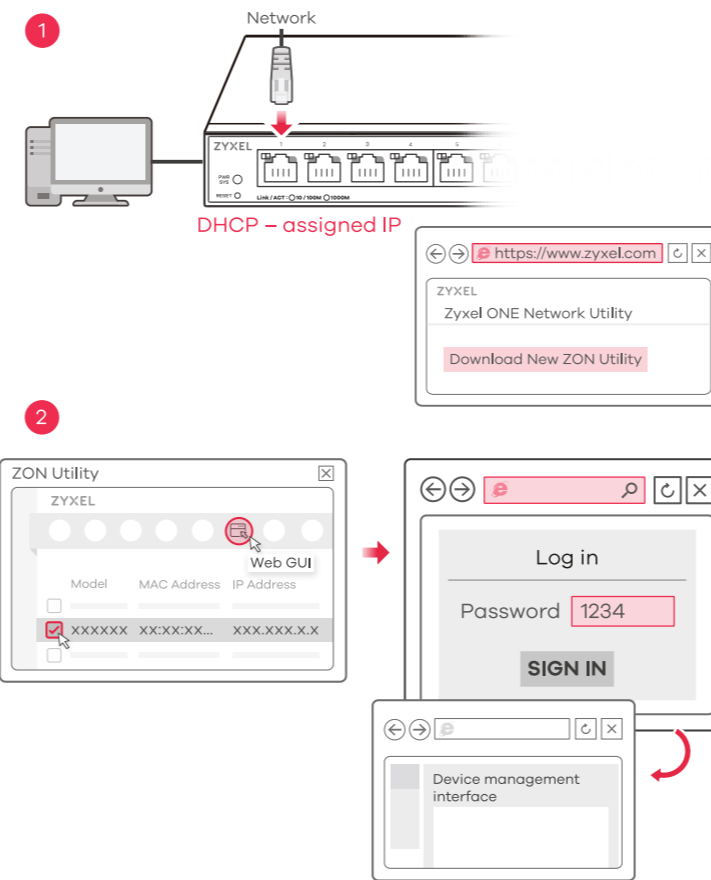 1
Network
ZYXEL
1 2 3 4 5
PWR
SYS
RESET
Link / ACT : 10 / 100M 1000M
DHCP – assigned IP
https://www.zyxel.com
ZYXEL
Zyxel ONE Network Utility
Download New ZON Utility
2
ZON Utility
ZYXEL
Web GUI
Model MAC Address IP Address
XXXXXX XX:XX:XX... XXX.XXX.X.X
Log in
Password 1234
SIGN IN
Device management
interface